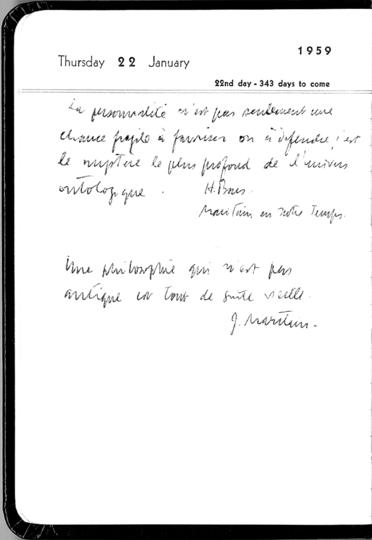 1959
Thursday 22 January
22nd day - 343 days to come
La personnalité n'est pas seulement une
chance fragile à favoriser ou à défendre, c'est
le mystère le plus profond de l'univers
ontologique. H. Bars.
Maritain en notre temps.
Une philosophie qui n'est pas
antique est tout de suite vieille.
J. Maritain.